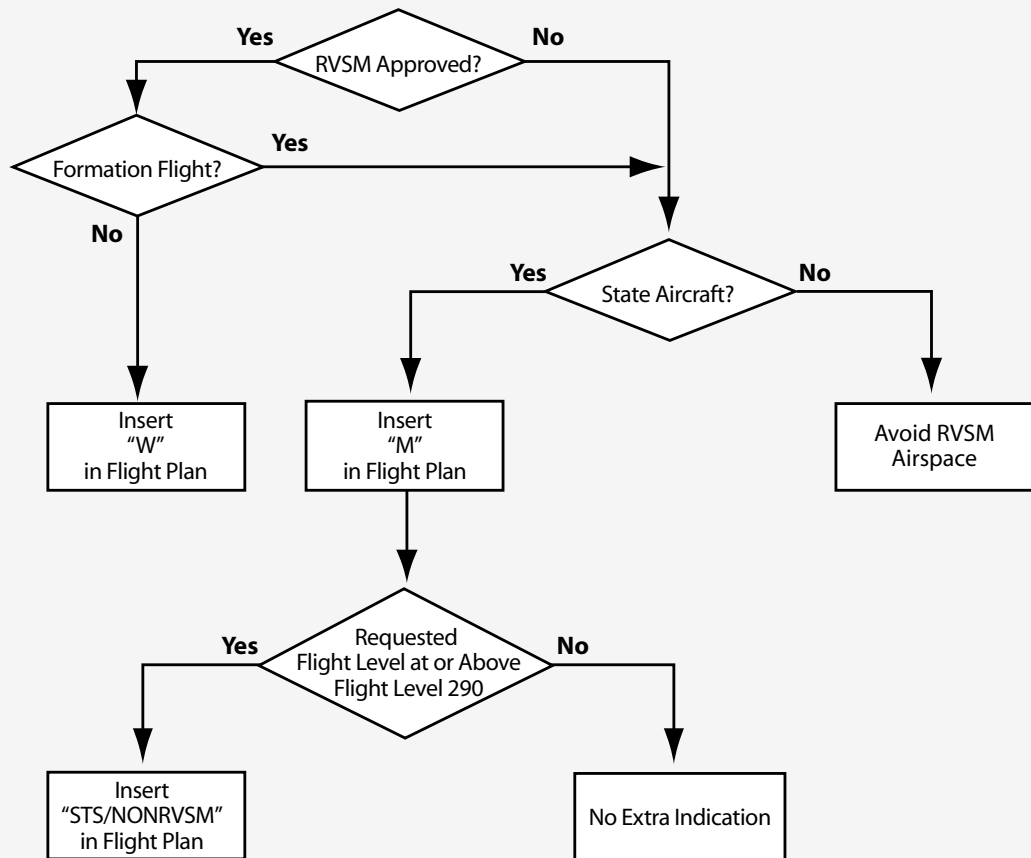 Yes
No
RVSM Approved?
Yes
Formation Flight?
No
Yes
No
State Aircraft?
Insert
“W”
in Flight Plan
Insert
“M”
in Flight Plan
Avoid RVSM
Airspace
Yes
No
Requested
Flight Level at or Above
Flight Level 290
Insert
“STS/NONRVSM”
in Flight Plan
No Extra Indication